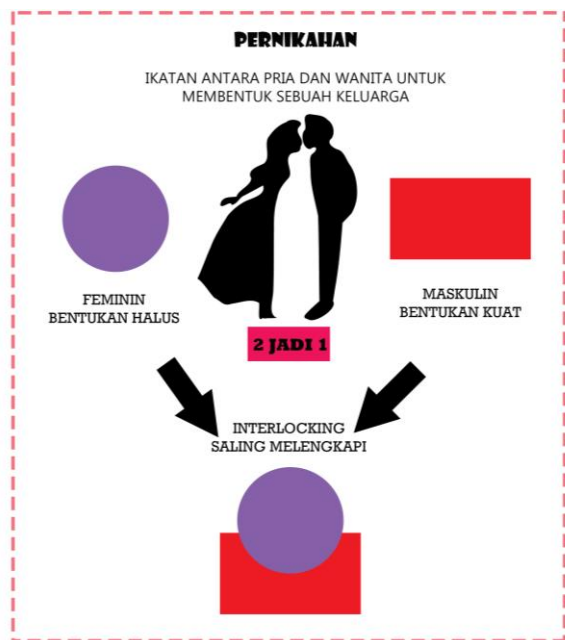 PERNIKAHAN
IKATAN ANTARA PRIA DAN WANITA UNTUK
MEMBENTUK SEBUAH KELUARGA
FEMININ
BENTUKAN HALUS
MASKULIN
BENTUKAN KUAT
2 JADI 1
INTERLOCKING
SALING MELENGKAPI